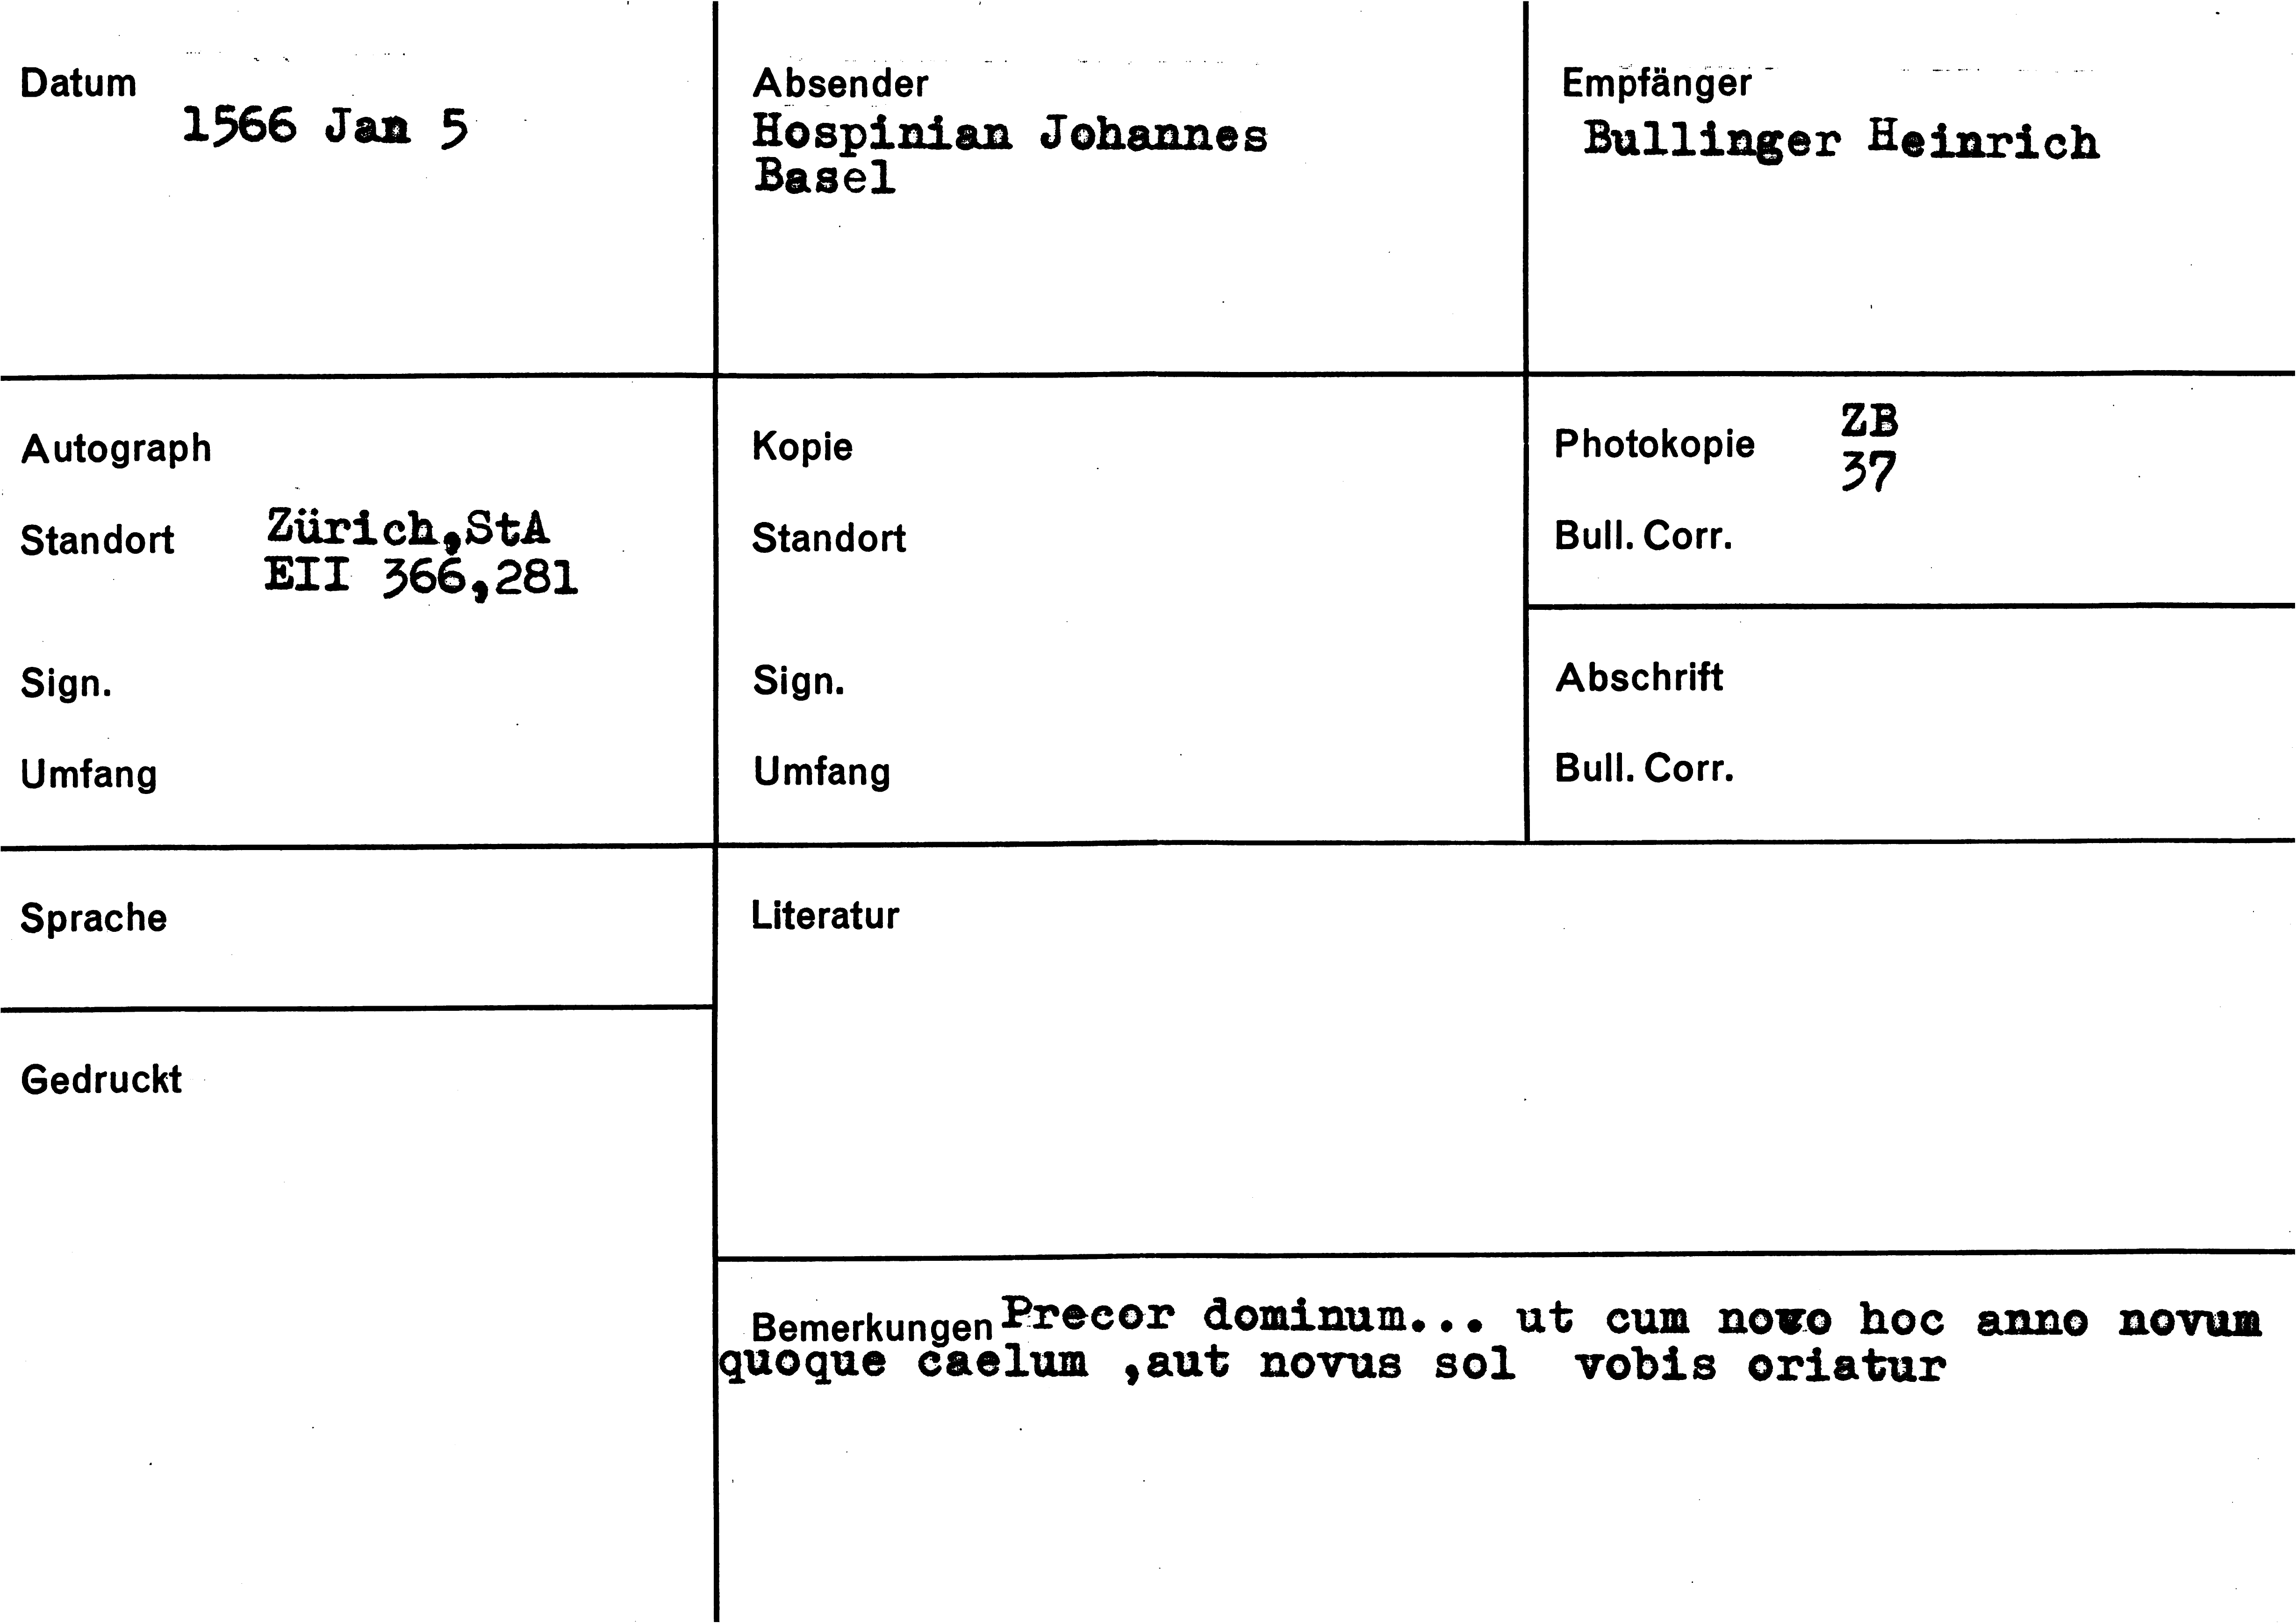 Datum
1566 Jan 5
Absender
Hospinian Johannes
Basel
Empfänger
Bullinger Heinrich
Autograph
Standort
Zürich,StA
EII 366,281
Sign.
Umfang
Kopie
Standort
Sign.
Umfang
Photokopie ZB
37
Bull. Corr.
Abschrift
Bull. Corr.
Sprache
Literatur
Gedruckt
Bemerkungen Precor dominum... ut cum novo hoc anno novum
quoque caelum ,aut novus sol vobis oriatur